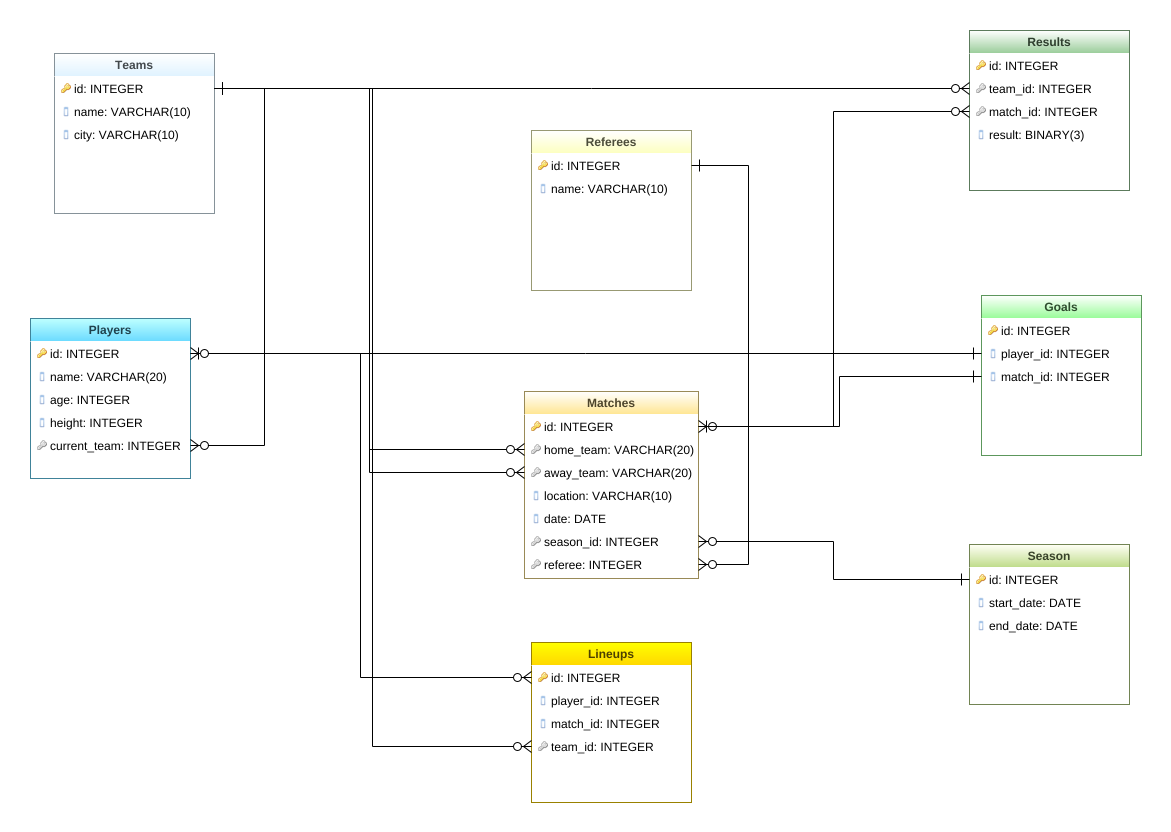 Teams
id: INTEGER
name: VARCHAR(10)
city: VARCHAR(10)
Results
id: INTEGER
team_id: INTEGER
match_id: INTEGER
result: BINARY(3)
Referees
id: INTEGER
name: VARCHAR(10)
Players
id: INTEGER
name: VARCHAR(20)
age: INTEGER
height: INTEGER
current_team: INTEGER
Goals
id: INTEGER
player_id: INTEGER
match_id: INTEGER
Matches
id: INTEGER
home_team: VARCHAR(20)
away_team: VARCHAR(20)
location: VARCHAR(10)
date: DATE
season_id: INTEGER
referee: INTEGER
Season
id: INTEGER
start_date: DATE
end_date: DATE
Lineups
id: INTEGER
player_id: INTEGER
match_id: INTEGER
team_id: INTEGER